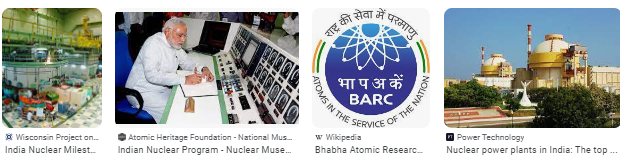 राष्ट्र की सेवा में परमाणु
भा प अ कें
BARC
ATOMS IN THE SERVICE OF THE NATION
Wisconsin Project on...
India Nuclear Milest...
Atomic Heritage Foundation - National Mus...
Indian Nuclear Program - Nuclear Muse...
W Wikipedia
Bhabha Atomic Researc...
Power Technology
Nuclear power plants in India: The top ...